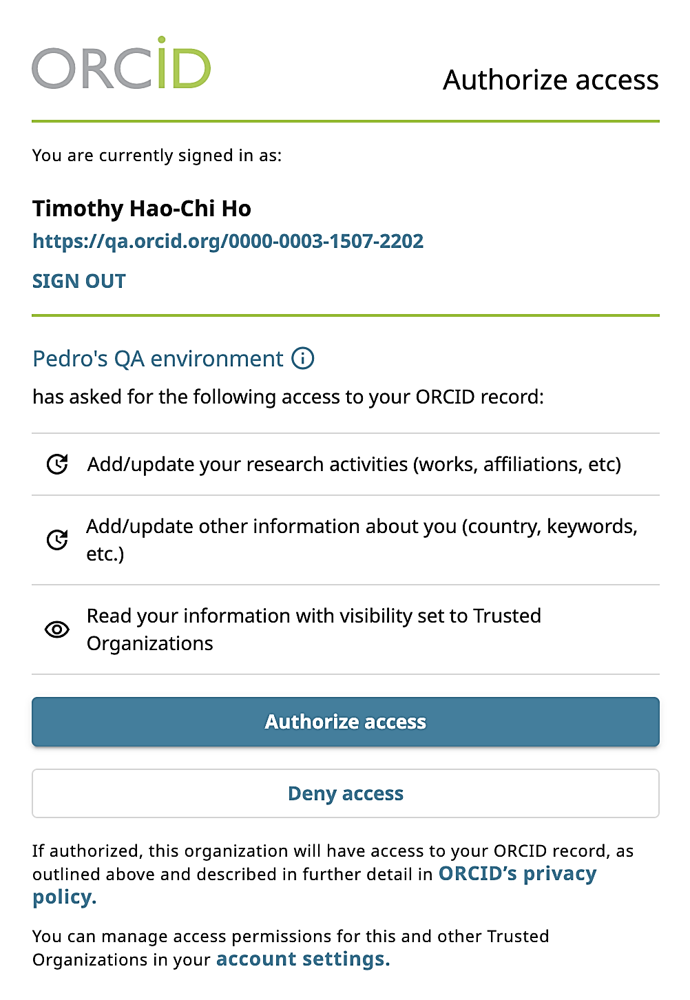 ORCiD
Authorize access
You are currently signed in as:
Timothy Hao-Chi Ho
https://qa.orcid.org/0000-0003-1507-2202
SIGN OUT
Pedro's QA environment
has asked for the following access to your ORCID record:
Add/update your research activities (works, affiliations, etc)
Add/update other information about you (country, keywords,
etc.)
Read your information with visibility set to Trusted
Organizations
Authorize access
Deny access
If authorized, this organization will have access to your ORCID record, as
outlined above and described in further detail in ORCID’s privacy
policy.
You can manage access permissions for this and other Trusted
Organizations in your account settings.